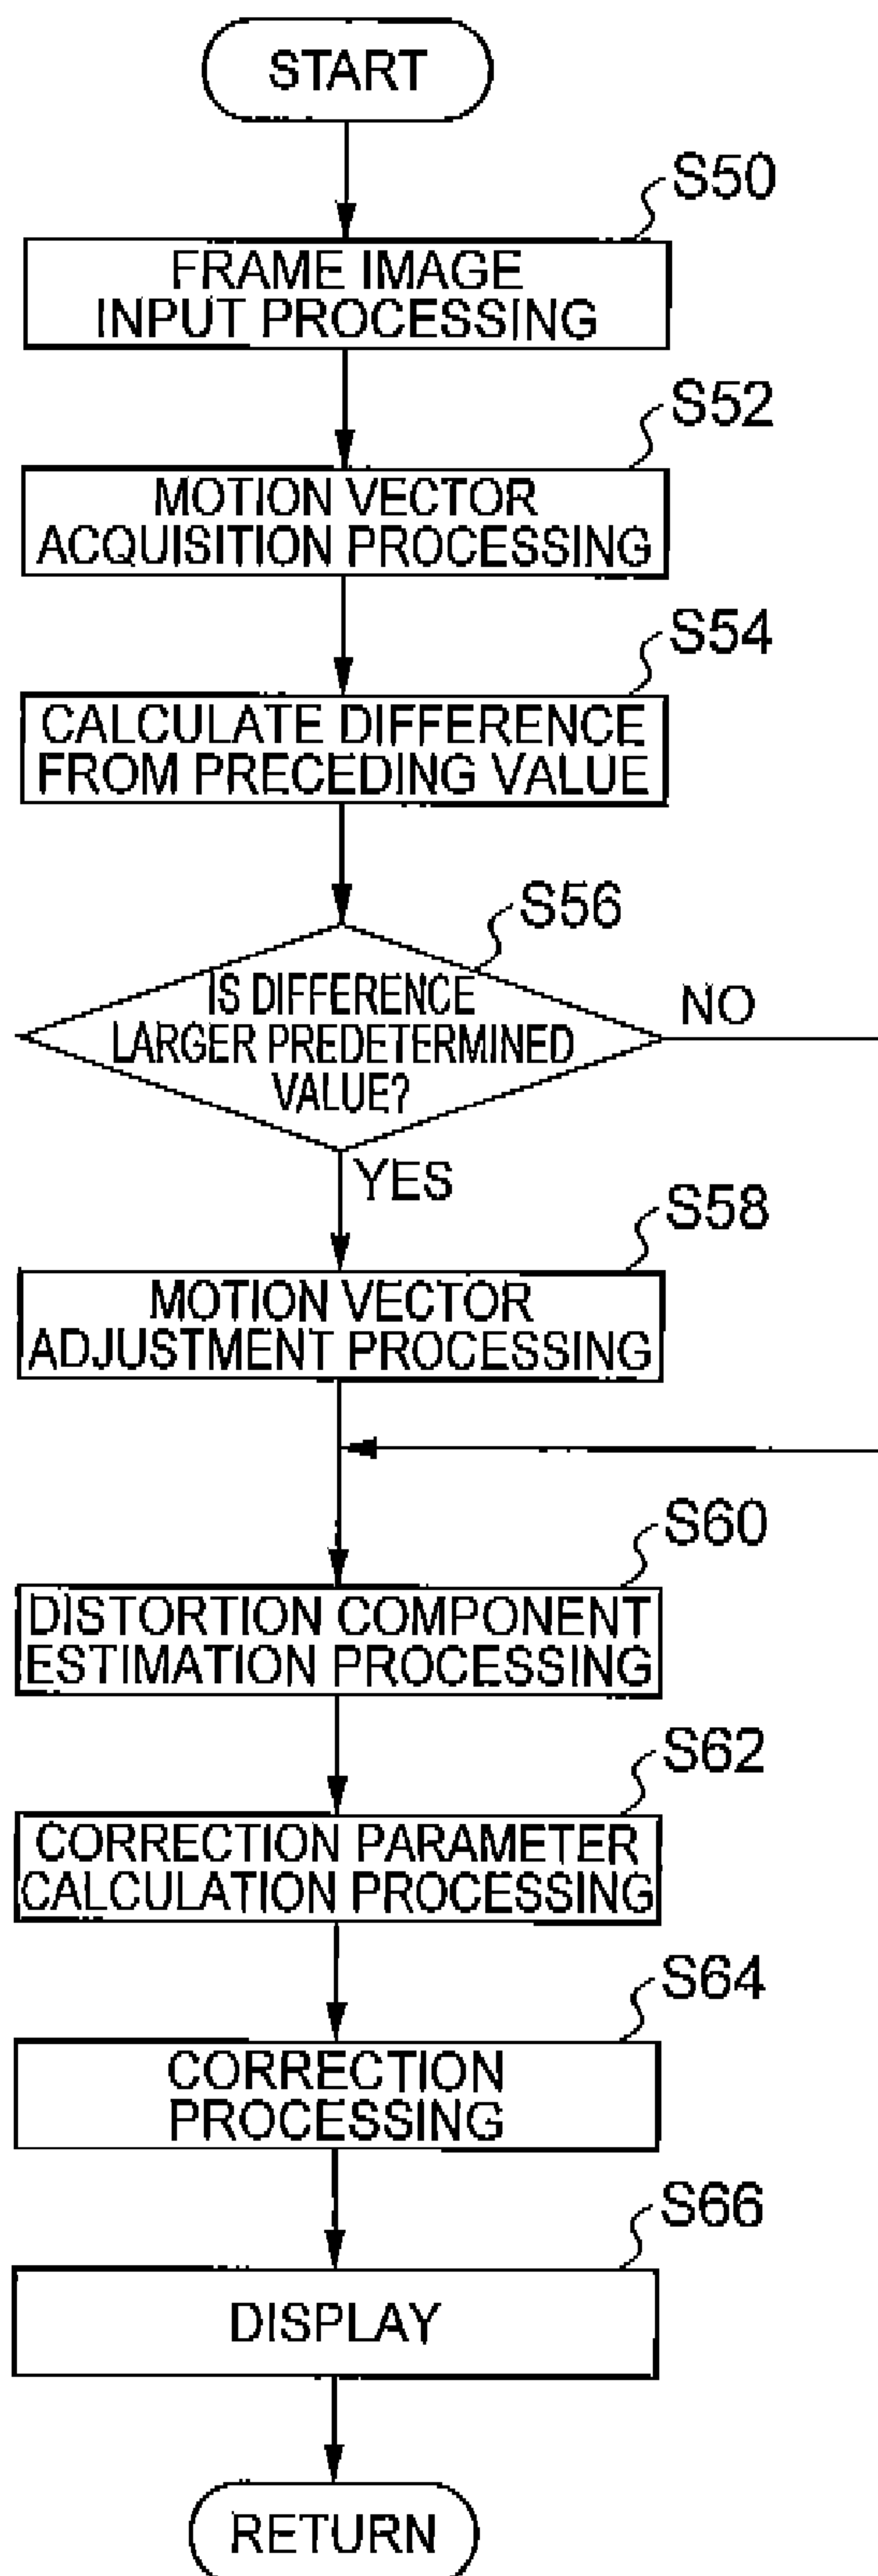 START
S50
FRAME IMAGE
INPUT PROCESSING
S52
MOTION VECTOR
ACQUISITION PROCESSING
S54
CALCULATE DIFFERENCE
FROM PRECEDING VALUE
S56
IS DIFFERENCE
LARGER PREDETERMINED
VALUE?
NO
YES
S58
MOTION VECTOR
ADJUSTMENT PROCESSING
S60
DISTORTION COMPONENT
ESTIMATION PROCESSING
S62
CORRECTION PARAMETER
CALCULATION PROCESSING
S64
CORRECTION
PROCESSING
S66
DISPLAY
RETURN